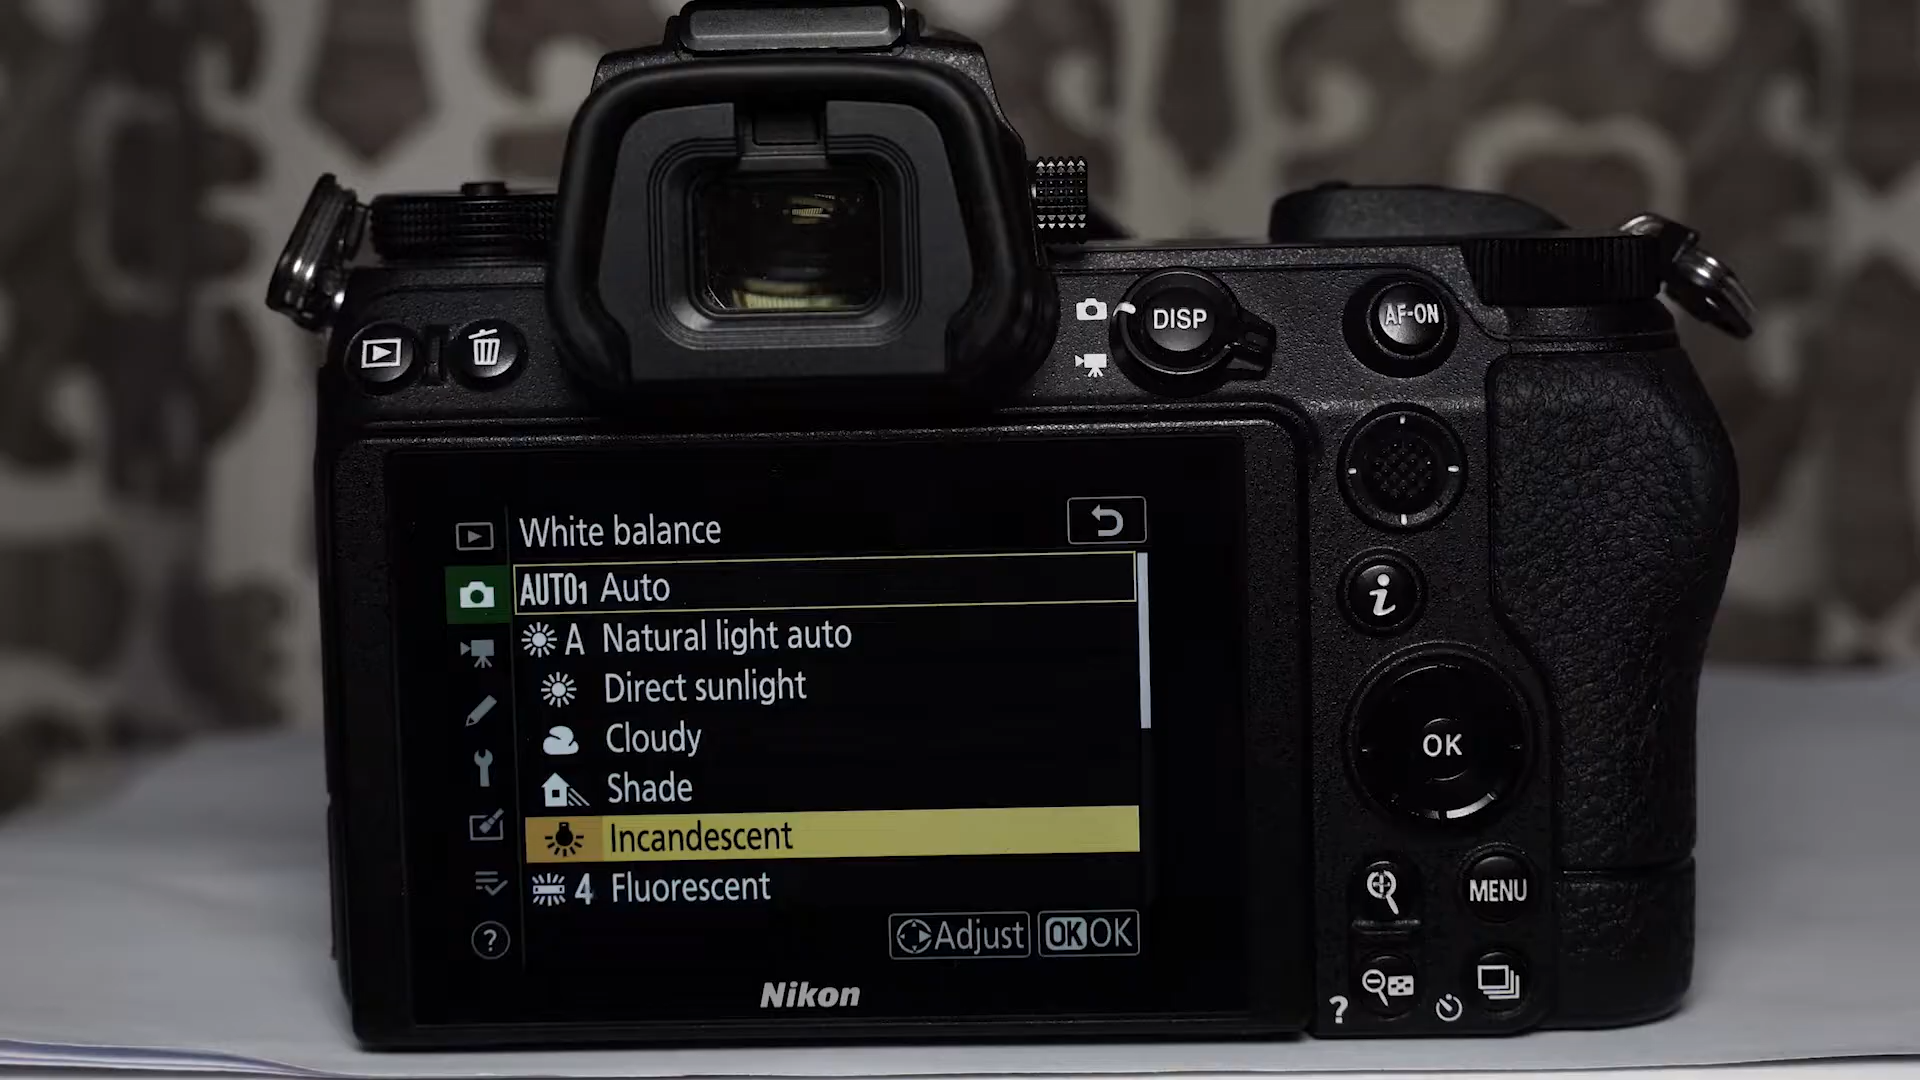 DISP
AF-ON
White balance
AUTO1 Auto
A Natural light auto
Direct sunlight
Cloudy
Shade
Incandescent
4 Fluorescent
Adjust OK OK
?
i
OK
MENU
?
Nikon